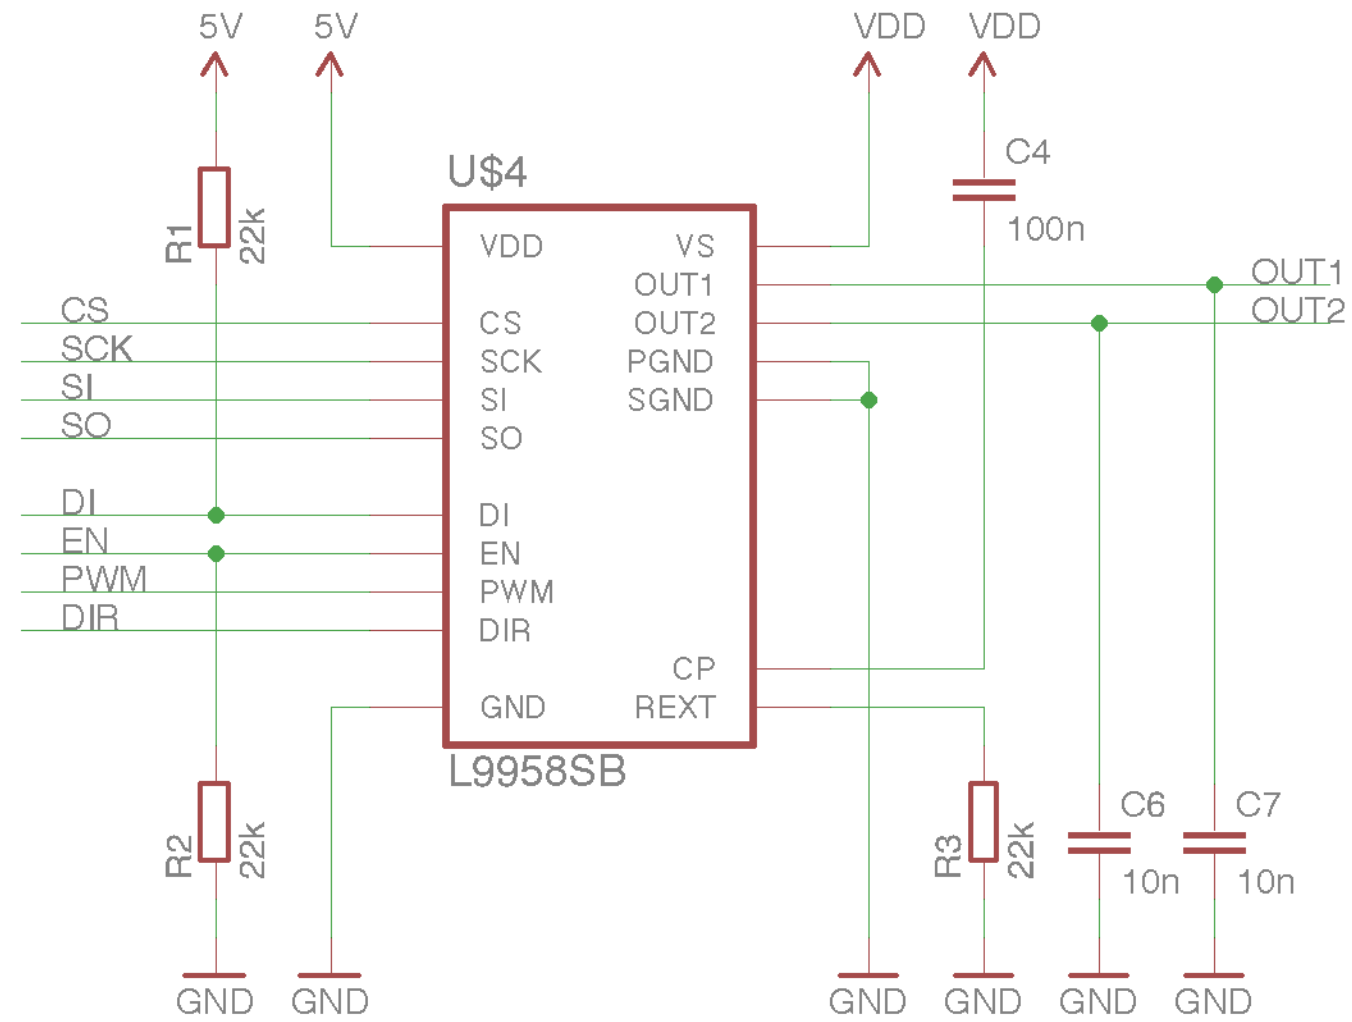 5V 5V VDD VDD
C4
100n
U$4
R1 22k
VDD VS
OUT1 OUT1
CS CS OUT2 OUT2
SCK SCK PGND
SI SI SGND
SO SO
DI DI
EN EN
PWM PWM
DIR DIR
CP
GND REXT
L9958SB
R2 22k
R3 22k
C6 C7
10n 10n
GND GND GND GND GND GND